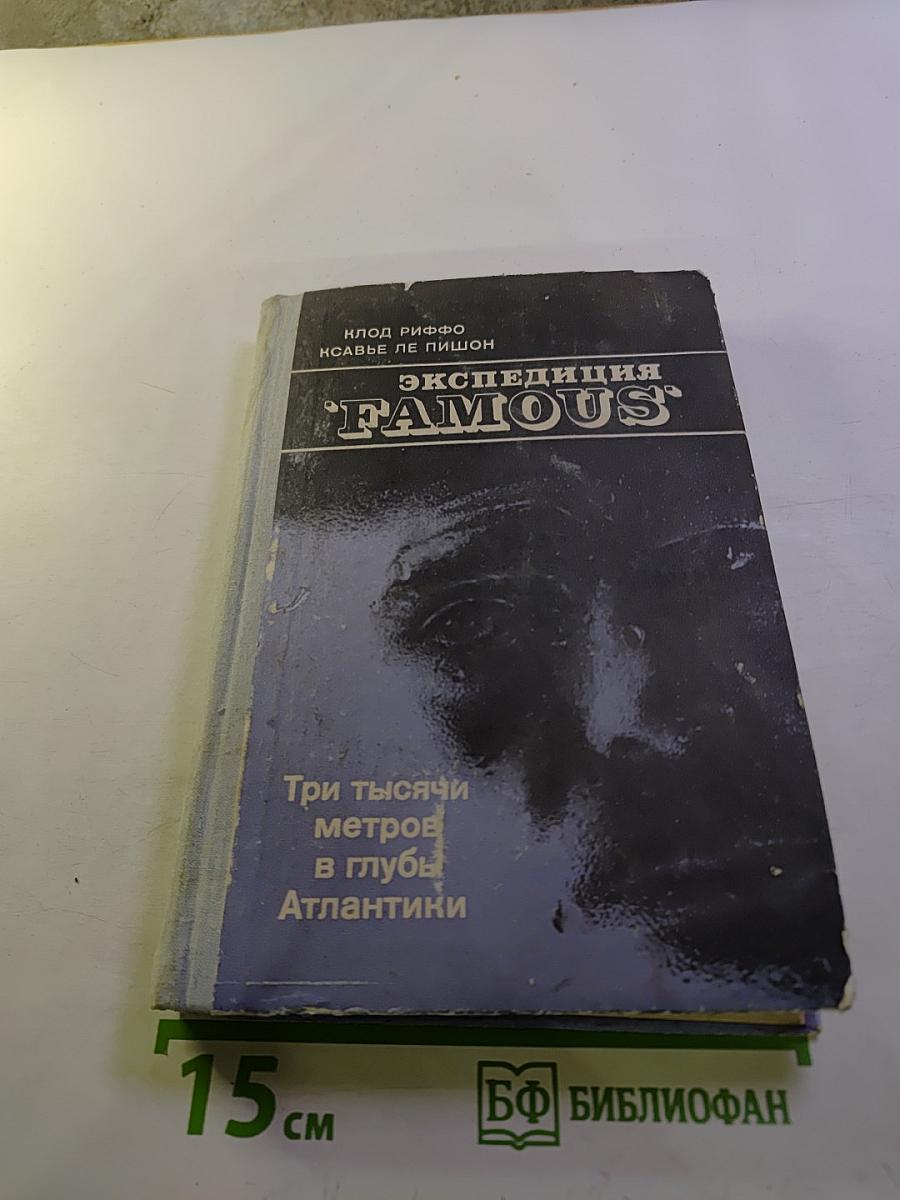 КЛОД РИФФО
КСАВЬЕ ЛЕ ПИШОН
ЭКСПЕДИЦИЯ
'FAMOUS'
Три тысячи
метров
в глубь
Атлантики
15 см
БФ БИБЛИОФАН